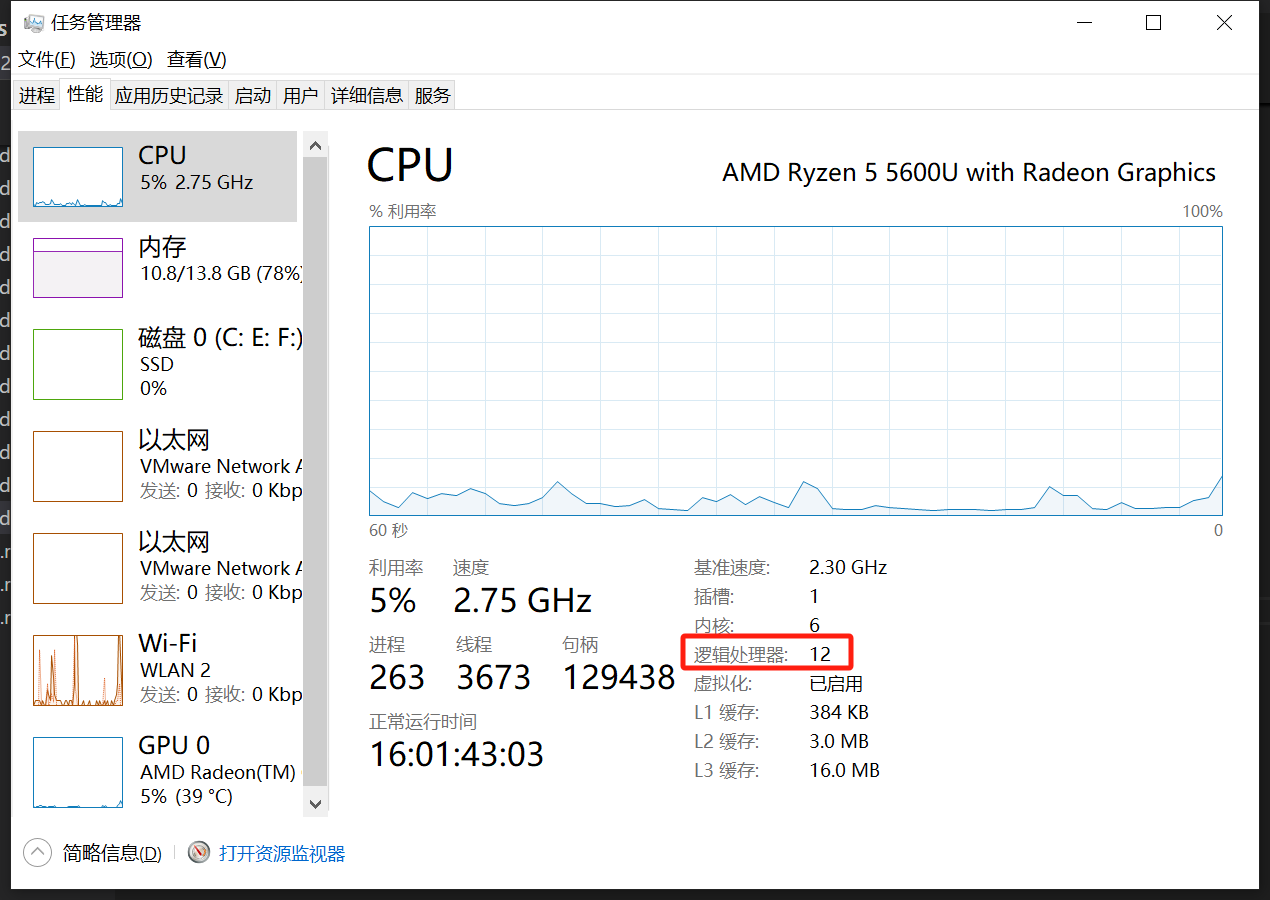 任务管理器
文件(F) 选项(O) 查看(V)
进程 性能 应用历史记录 启动 用户 详细信息 服务
CPU
5% 2.75 GHz
内存
10.8/13.8 GB (78%)
磁盘 0 (C: E: F:)
SSD
0%
以太网
VMware Network A
发送: 0 接收: 0 Kbp
以太网
VMware Network A
发送: 0 接收: 0 Kbp
Wi-Fi
WLAN 2
发送: 0 接收: 0 Kbp
GPU 0
AMD Radeon(TM)
5% (39 °C)
CPU
AMD Ryzen 5 5600U with Radeon Graphics
% 利用率 100%
60 秒 0
利用率 速度
5% 2.75 GHz
进程 线程 句柄
263 3673 129438
正常运行时间
16:01:43:03
基准速度: 2.30 GHz
插槽: 1
内核: 6
逻辑处理器: 12
虚拟化: 已启用
L1 缓存: 384 KB
L2 缓存: 3.0 MB
L3 缓存: 16.0 MB
简略信息(D) 打开资源监视器